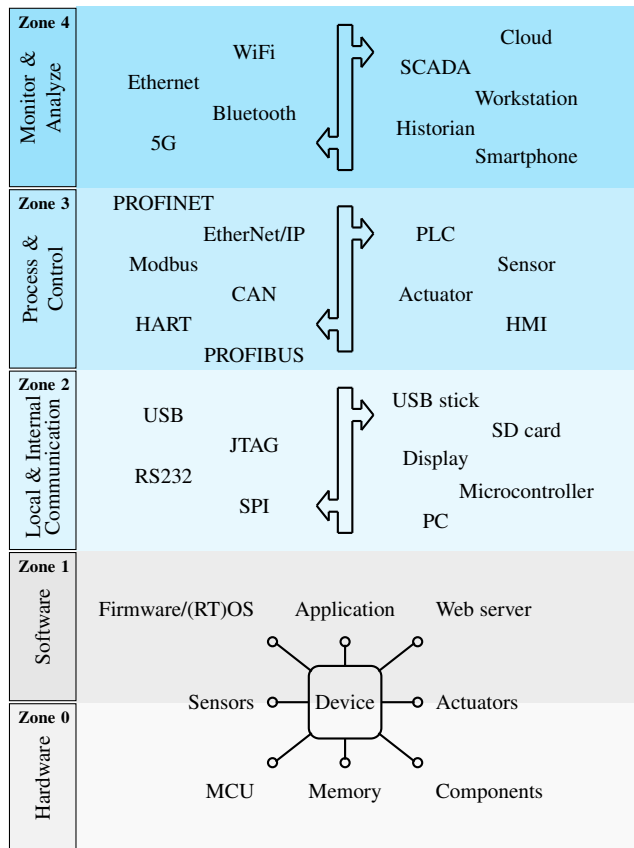 Zone 4
Monitor &
Analyze
WiFi
Ethernet
Bluetooth
5G
Cloud
SCADA
Workstation
Historian
Smartphone
Zone 3
Process &
Control
PROFINET
EtherNet/IP
Modbus
CAN
HART
PROFIBUS
PLC
Sensor
Actuator
HMI
Zone 2
Local & Internal
Communication
USB
JTAG
RS232
SPI
USB stick
SD card
Display
Microcontroller
PC
Zone 1
Software
Firmware/(RT)OS
Application
Web server
Sensors
Device
Actuators
Zone 0
Hardware
MCU
Memory
Components